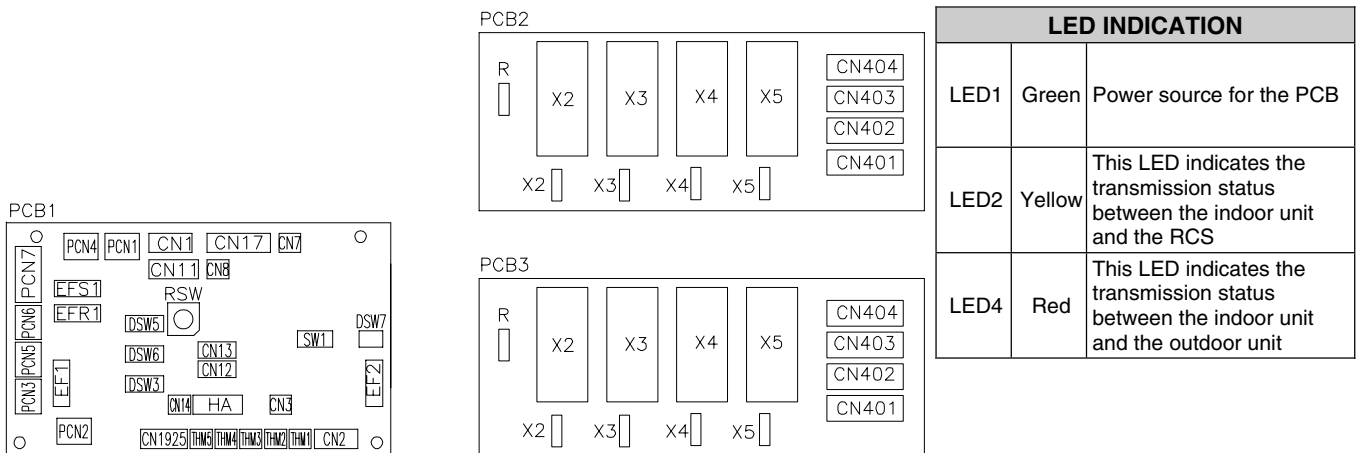 PCB1
PCN4 PCN1 CN1 CN17 CN7
PCN7
CN11 CN8
EFS1
RSW
EFR1
PCN6
DSW5
DSW7
SW1
CN13
PCN5
DSW6
CN12
EF1
EF2
DSW3
PCN3
CN14 HA CN3
PCN2
CN1925 THM5 THM4 THM3 THM2 THM1 CN2
PCB2
R
X2 X3 X4 X5
CN404
CN403
CN402
CN401
X2 X3 X4 X5
PCB3
R
X2 X3 X4 X5
CN404
CN403
CN402
CN401
X2 X3 X4 X5
LED INDICATION
LED1 Green Power source for the PCB
This LED indicates the
transmission status
LED2 Yellow
between the indoor unit
and the RCS
This LED indicates the
transmission status
LED4 Red
between the indoor unit
and the outdoor unit